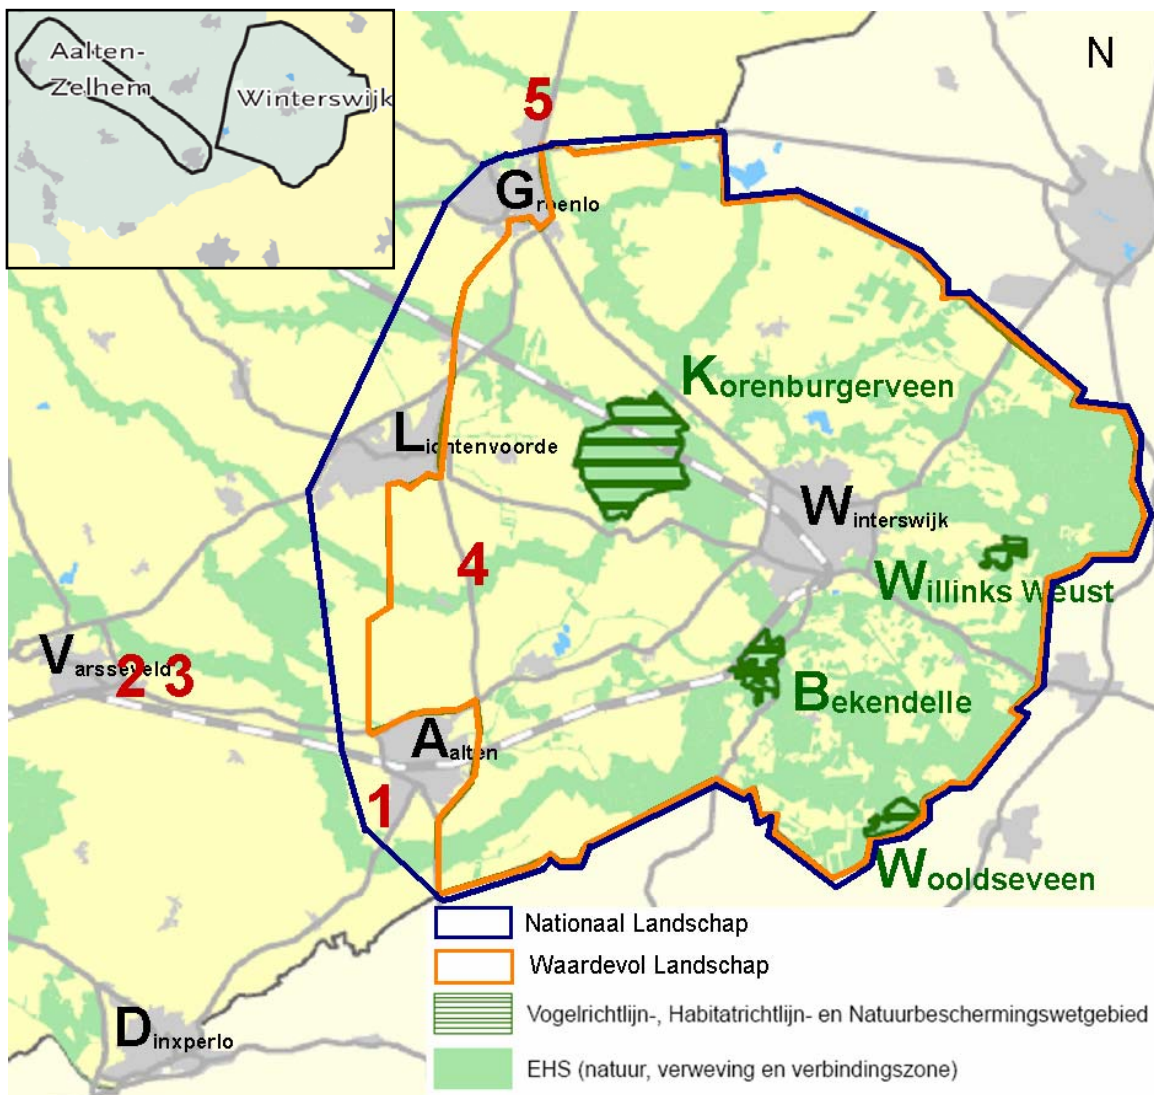 Aalten-
Zelhem
Winterswijk
N
5
Groenlo
Korenburgerveen
Lichtenvoorde
Winterswijk
4
Willinks Weust
Varsseveld
2 3
Bekendelle
Aalten
1
Wooldseveen
Dinxperlo
Nationaal Landschap
Waardevol Landschap
Vogelrichtlijn-, Habitatrichtlijn- en Natuurbeschermingswetgebied
EHS (natuur, verweving en verbindingszone)